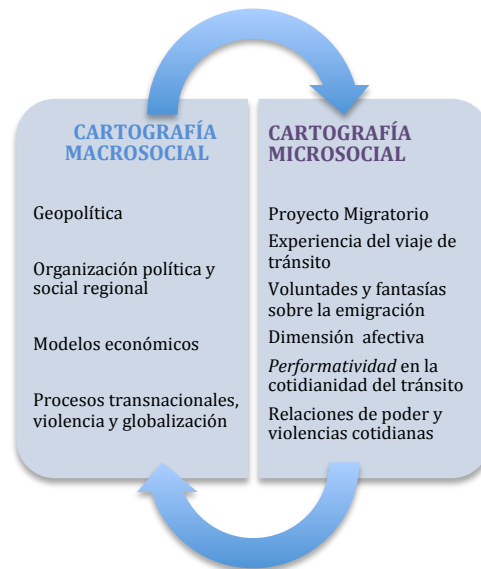 CARTOGRAFÍA
MACROSOCIAL
Geopolítica
Organización política y
social regional
Modelos económicos
Procesos transnacionales,
violencia y globalización
CARTOGRAFÍA
MICROSOCIAL
Proyecto Migratorio
Experiencia del viaje de
tránsito
Voluntades y fantasías
sobre la emigración
Dimensión afectiva
Performatividad en la
cotidianidad del tránsito
Relaciones de poder y
violencias cotidianas